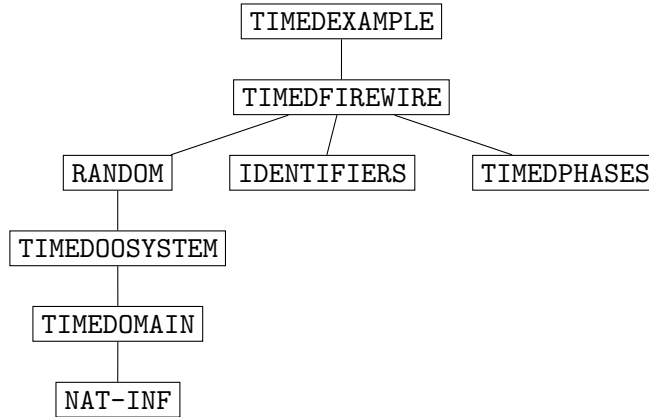 TIMEDEXAMPLE
TIMEDFIREWIRE
RANDOM
IDENTIFIERS
TIMEDPHASES
TIMEDOOSYSTEM
TIMEDOMAIN
NAT-INF